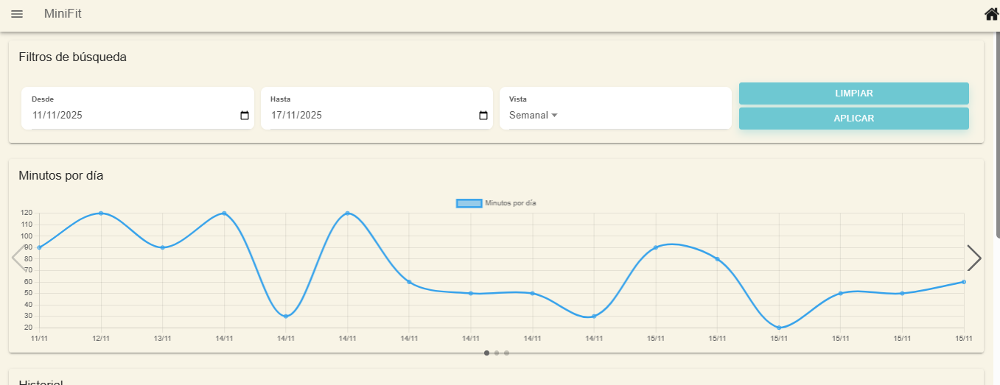 MiniFit
Filtros de búsqueda
Desde
11/11/2025
Hasta
17/11/2025
Vista
Semanal
LIMPIAR
APLICAR
Minutos por día
Minutos por día
120
110
100
90
80
70
60
50
40
30
20
11/11 12/11 13/11 14/11 14/11 14/11 14/11 14/11 14/11 14/11 15/11 15/11 15/11 15/11 15/11 15/11
Historial